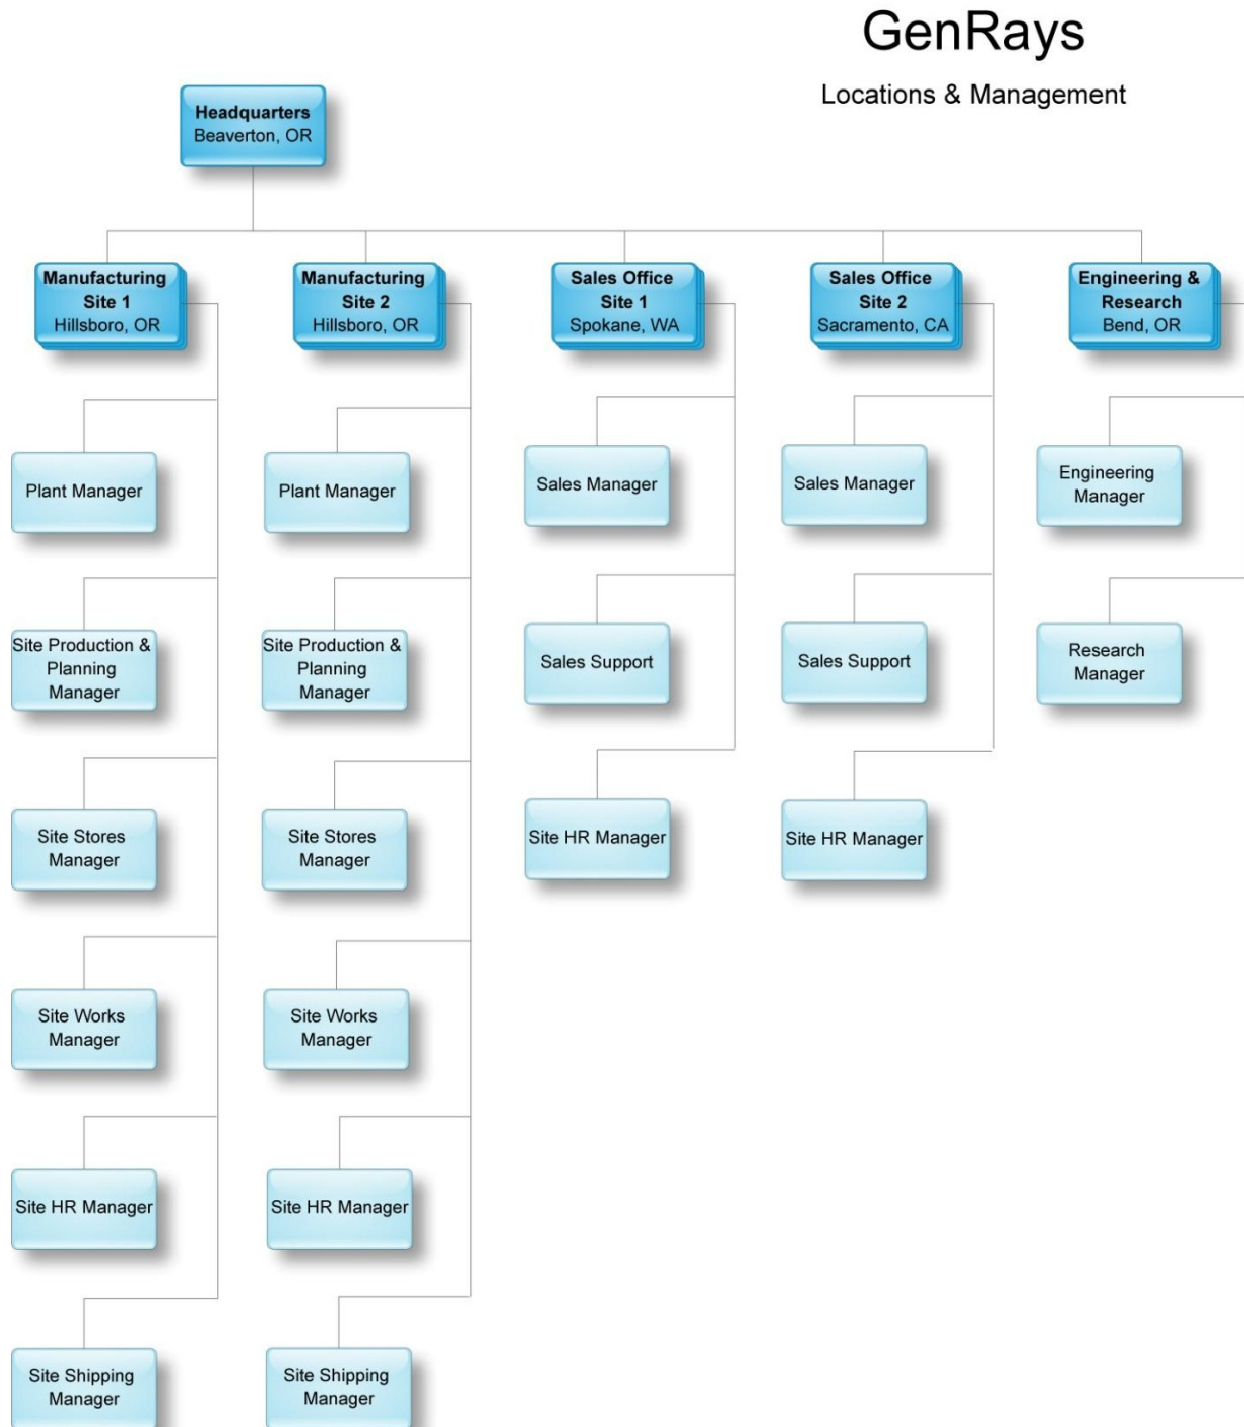 GenRays
Locations & Management
Headquarters
Beaverton, OR
Manufacturing
Site 1
Hillsboro, OR
Manufacturing
Site 2
Hillsboro, OR
Sales Office
Site 1
Spokane, WA
Sales Office
Site 2
Sacramento, CA
Engineering &
Research
Bend, OR
Plant Manager
Plant Manager
Sales Manager
Sales Manager
Engineering
Manager
Site Production &
Planning
Manager
Site Production &
Planning
Manager
Sales Support
Sales Support
Research
Manager
Site Stores
Manager
Site Stores
Manager
Site HR Manager
Site HR Manager
Site Works
Manager
Site Works
Manager
Site HR Manager
Site HR Manager
Site Shipping
Manager
Site Shipping
Manager